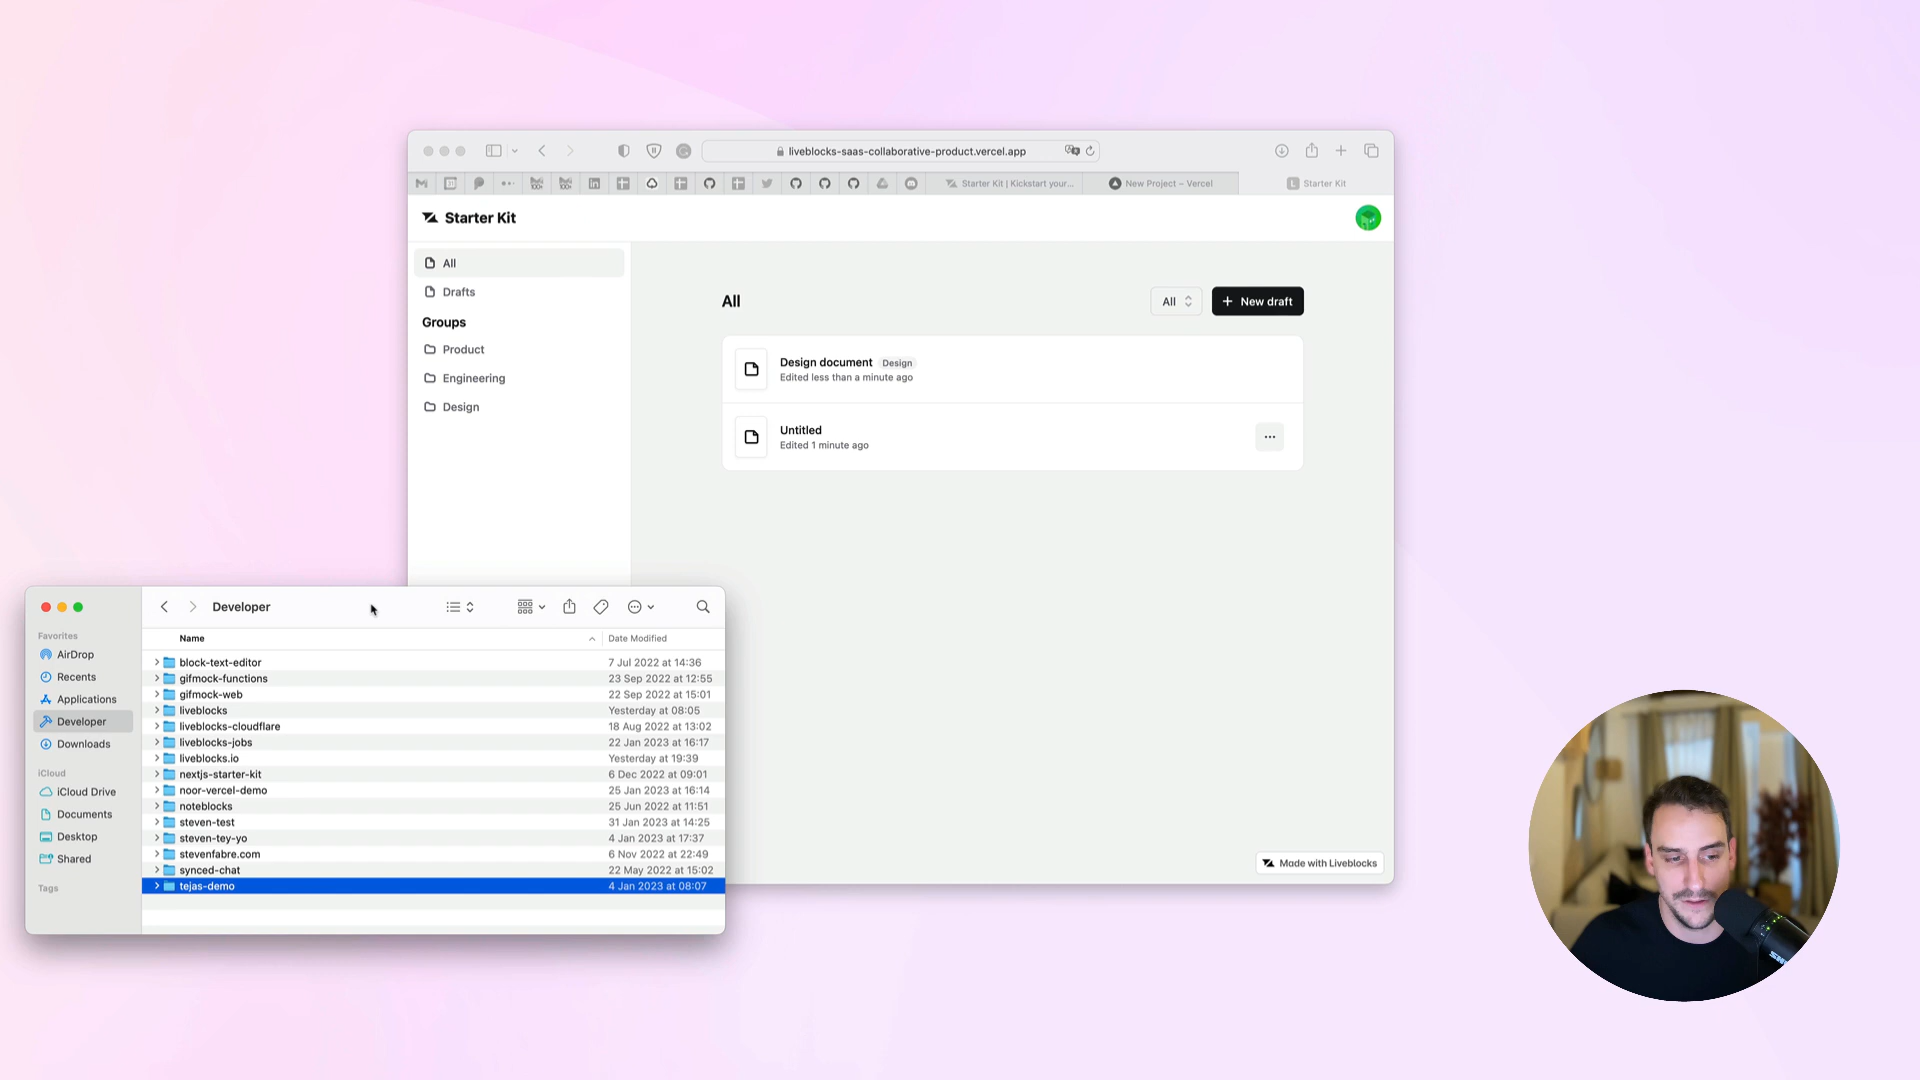 liveblocks-saas-collaborative-product.vercel.app
Starter Kit | Kickstart your...
New Project – Vercel
Starter Kit
Starter Kit
All
Drafts
Groups
Product
Engineering
Design
All
All
New draft
Design document Design
Edited less than a minute ago
Untitled
Edited 1 minute ago
Made with Liveblocks
Developer
Favorites
AirDrop
Recents
Applications
Developer
Downloads
iCloud
iCloud Drive
Documents
Desktop
Shared
Tags
Name Date Modified
block-text-editor 7 Jul 2022 at 14:36
gifmock-functions 23 Sep 2022 at 12:55
gifmock-web 22 Sep 2022 at 15:01
liveblocks Yesterday at 08:05
liveblocks-cloudflare 18 Aug 2022 at 13:02
liveblocks-jobs 22 Jan 2023 at 16:17
liveblocks.io Yesterday at 19:39
nextjs-starter-kit 6 Dec 2022 at 09:01
noor-vercel-demo 25 Jan 2023 at 16:14
noteblocks 25 Jun 2022 at 11:51
steven-test 31 Jan 2023 at 14:25
steven-tey-yo 4 Jan 2023 at 17:37
stevenfabre.com 6 Nov 2022 at 22:49
synced-chat 22 May 2022 at 15:02
tejas-demo 4 Jan 2023 at 08:07